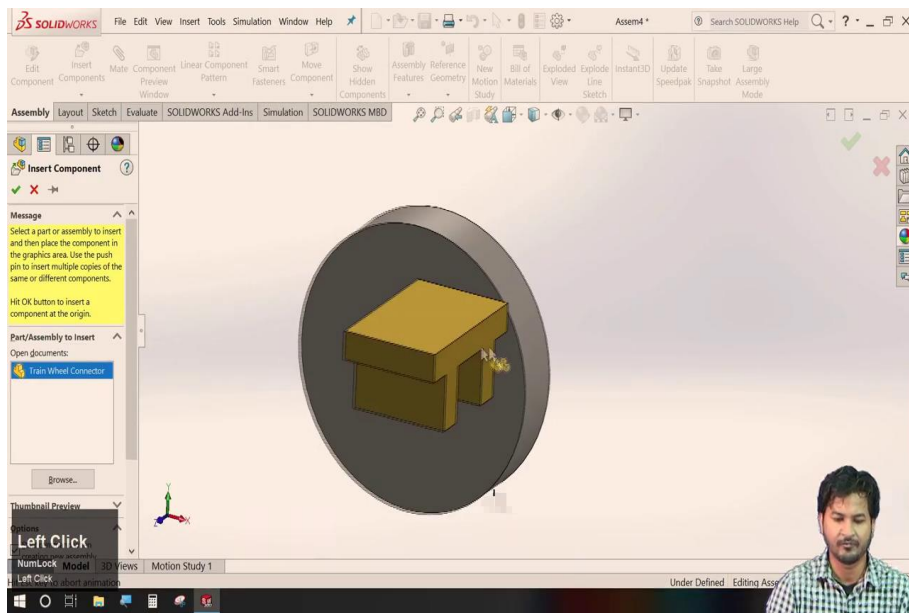 SOLIDWORKS File Edit View Insert Tools Simulation Window Help Assem4 * Search SOLIDWORKS Help
Edit Component
Insert Components
Mate
Component Preview Window
Linear Component Pattern
Smart Fasteners
Move Component
Show Hidden Components
Assembly Features
Reference Geometry
New Motion Study
Bill of Materials
Exploded View
Explode Line Sketch
Instant3D
Update Speedpak
Take Snapshot
Large Assembly Mode
Assembly Layout Sketch Evaluate SOLIDWORKS Add-Ins Simulation SOLIDWORKS MBD
Insert Component
Message
Select a part or assembly to insert
and then place the component in
the graphics area. Use the push
pin to insert multiple copies of the
same or different components.
Hit OK button to insert a
component at the origin.
Part/Assembly to Insert
Open documents:
Train Wheel Connector
Browse...
Thumbnail Preview
Options
creating new assembly
Left Click
NumLock
Left Click
Model 3D Views Motion Study 1
to abort animation
Under Defined Editing Asse
Y
X
Z